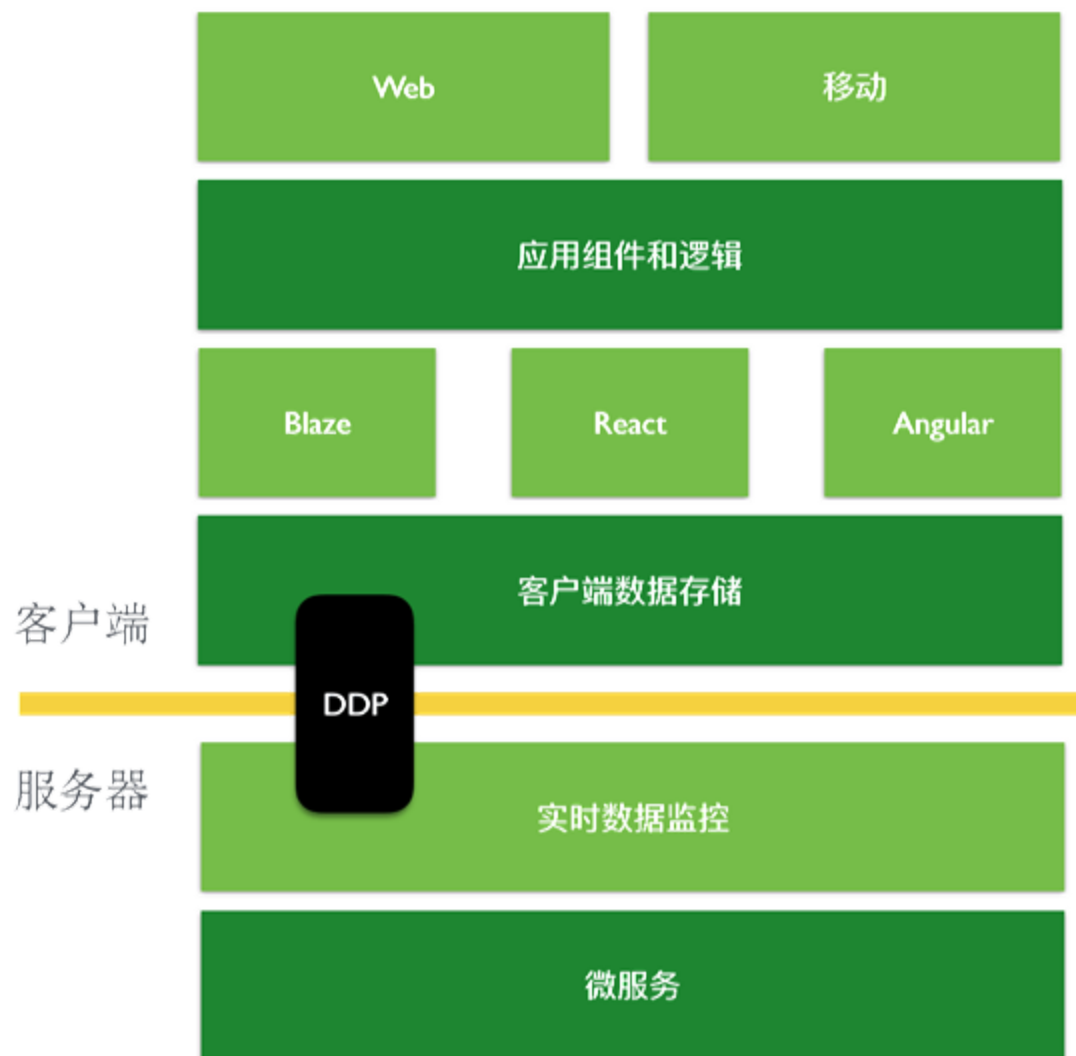 Web
移动
应用组件和逻辑
Blaze
React
Angular
客户端数据存储
客户端
DDP
服务器
实时数据监控
微服务